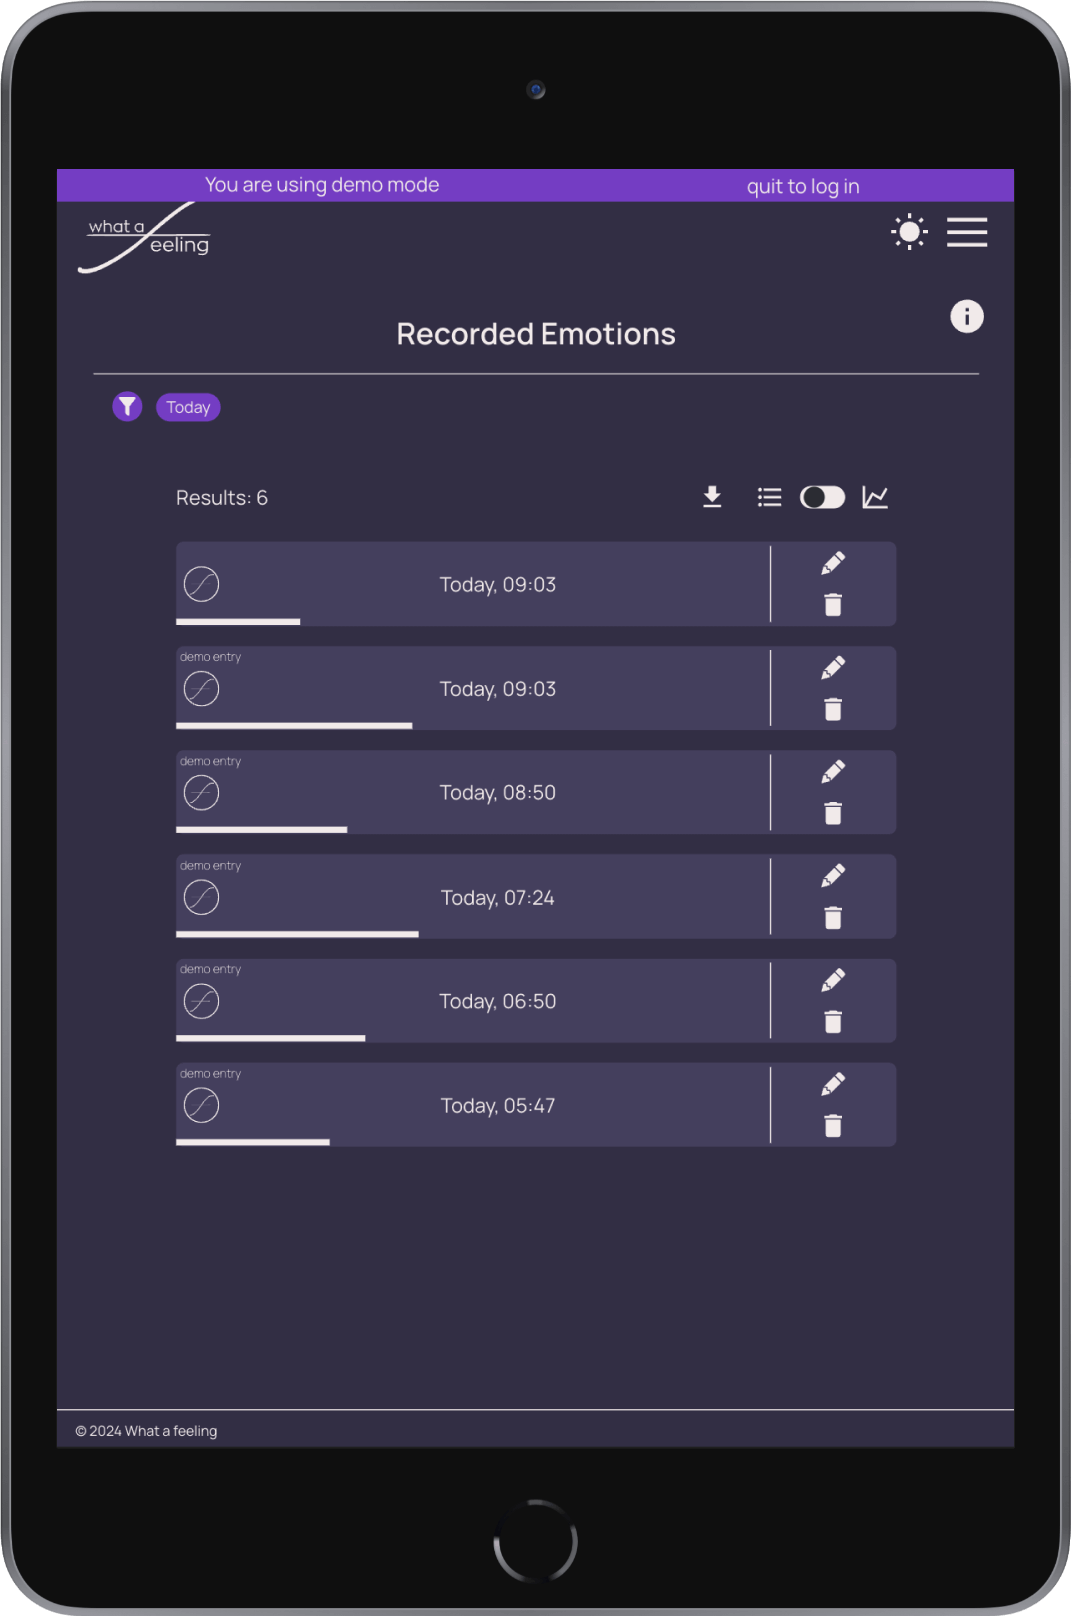 You are using demo mode quit to log in
what a
eeling
Recorded Emotions
Today
Results: 6
Today, 09:03
demo entry
Today, 09:03
demo entry
Today, 08:50
demo entry
Today, 07:24
demo entry
Today, 06:50
demo entry
Today, 05:47
© 2024 What a feeling